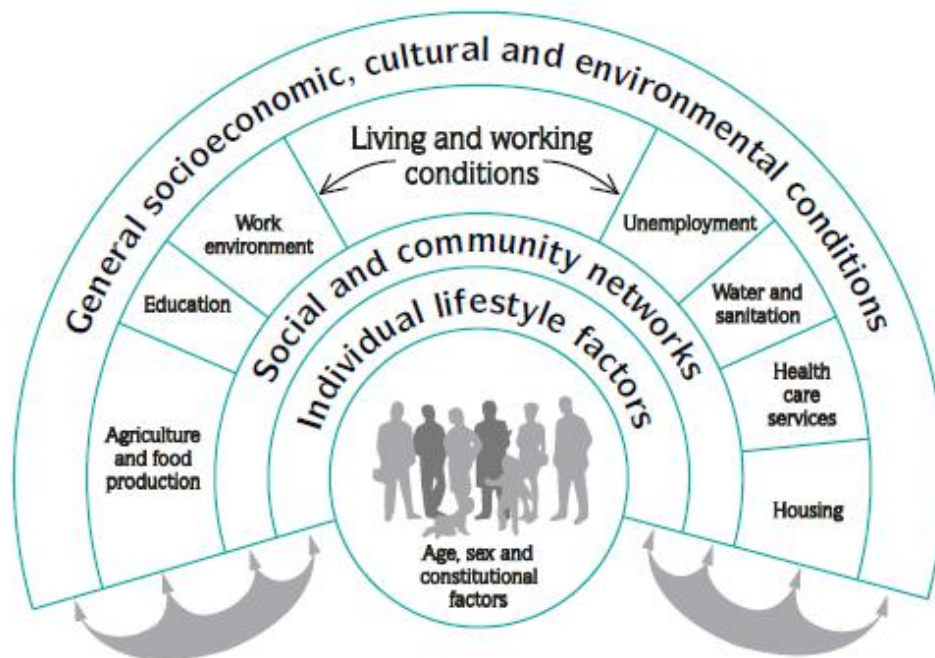 General socioeconomic, cultural and environmental conditions
Living and working
conditions
Work
environment
Unemployment
Education
Water and
sanitation
Agriculture
and food
production
Health
care
services
Housing
Social and community networks
Individual lifestyle factors
Age, sex and
constitutional
factors